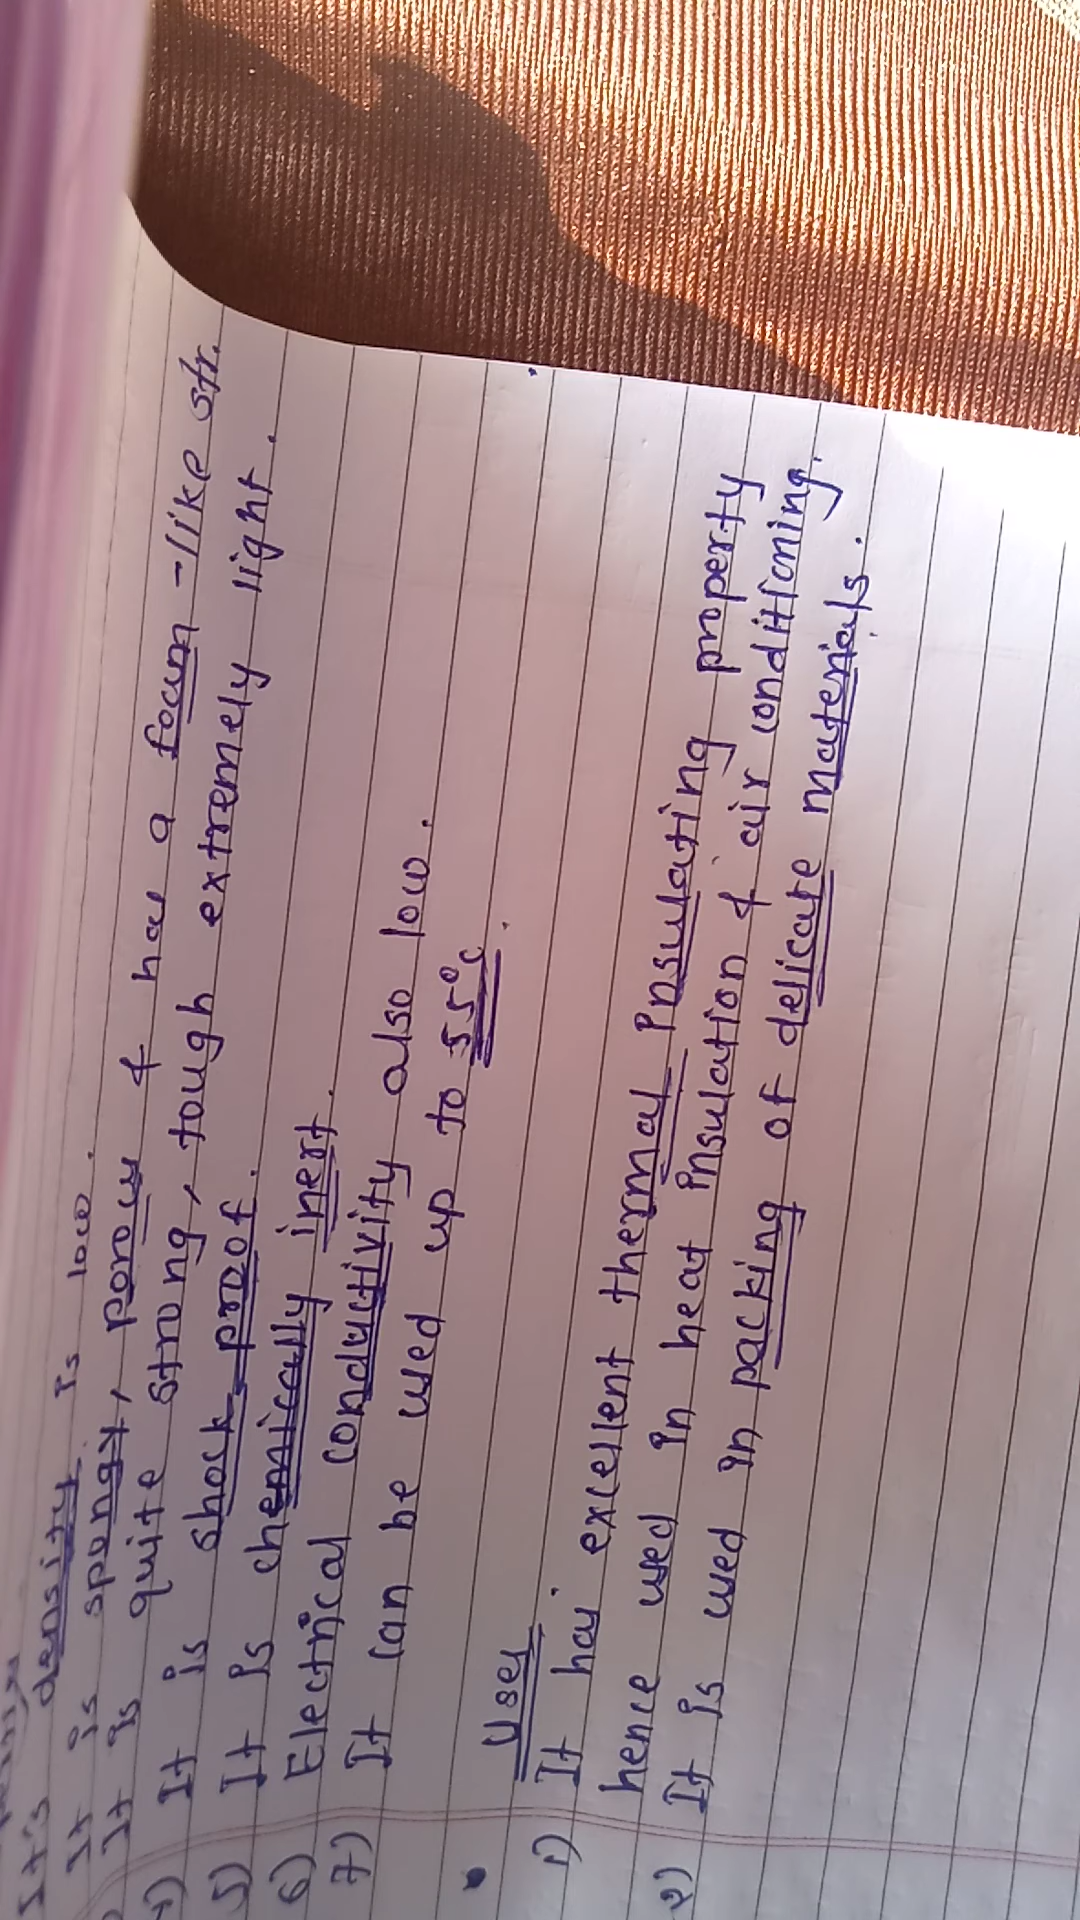 It's density is low.
It is spongy, porous & has a foam-like str.
It is quite strong, tough extremely light.
4) It is shock proof.
5) It is chemically inert.
6) Electrical conductivity also low.
7) It can be used up to 55°C.
• Uses
1) It has excellent thermal insulating property
hence used in heat insulation & air conditioning.
2) It is used in packing of delicate materials.